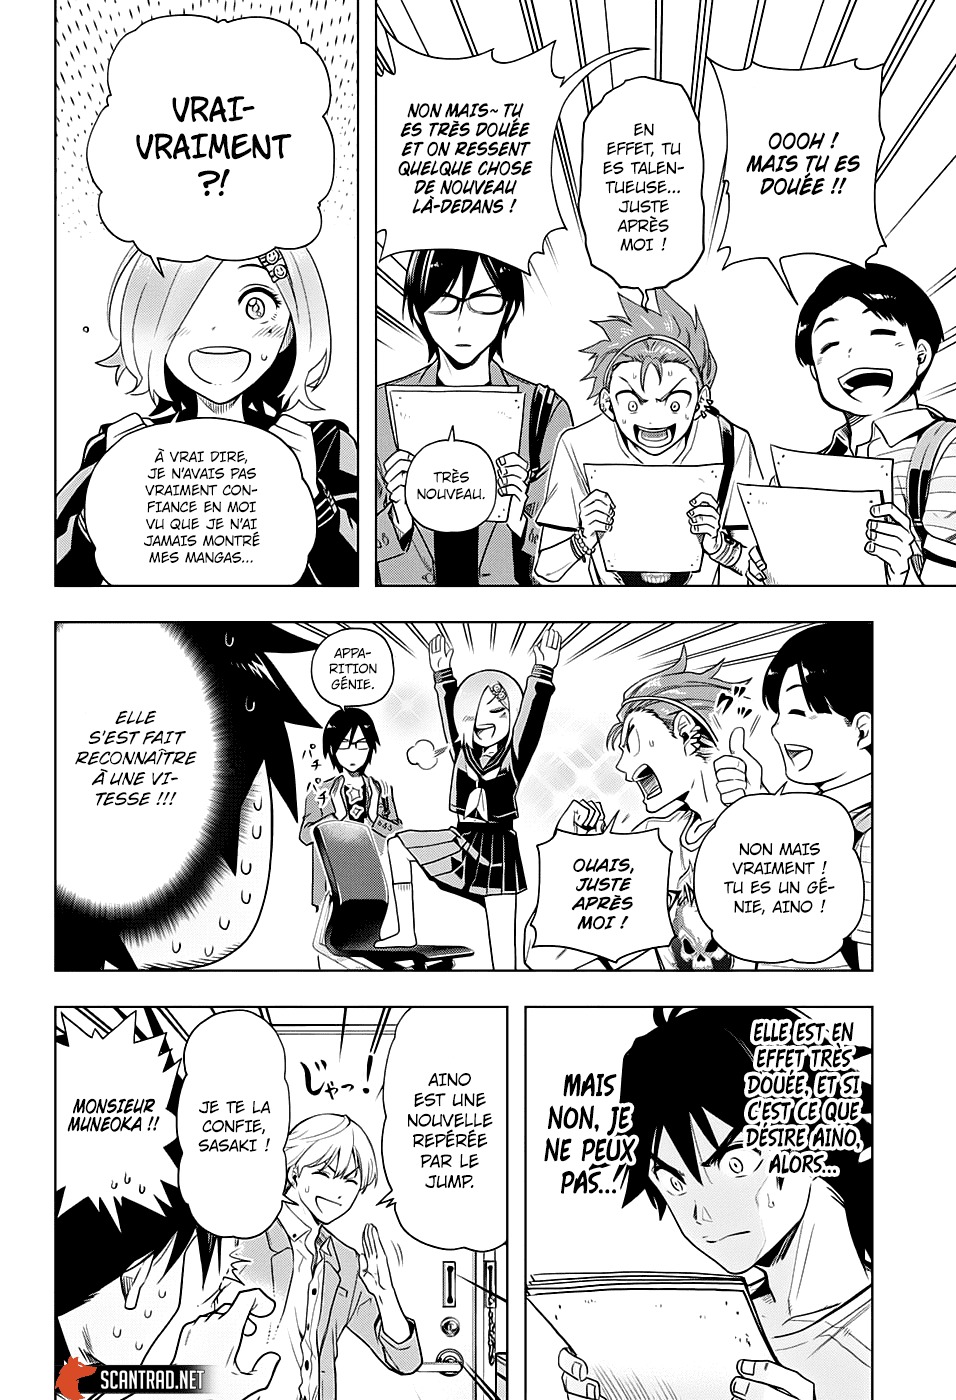 OOOH !
MAIS TU ES
DOUÉE !!
EN
EFFET, TU
ES TALEN-
TUEUSE...
JUSTE
APRÈS
MOI !
NON MAIS~ TU
ES TRÈS DOUÉE
ET ON RESSENT
QUELQUE CHOSE
DE NOUVEAU
LÀ-DEDANS !
TRÈS
NOUVEAU.
VRAI-
VRAIMENT
?!
À VRAI DIRE,
JE N'AVAIS PAS
VRAIMENT CON-
FIANCE EN MOI
VU QUE JE N'AI
JAMAIS MONTRÉ
MES MANGAS...
NON MAIS
VRAIMENT !
TU ES UN GÉ-
NIE, AINO !
OUAIS,
JUSTE
APRÈS
MOI !
APPA-
RITION
GÉNIE.
パチパチ
ELLE
S'EST FAIT
RECONNAÎTRE
À UNE VI-
TESSE !!!
ELLE EST EN
EFFET TRÈS
DOUÉE, ET SI
C'EST CE QUE
DÉSIRE AINO,
ALORS...
MAIS
NON, JE
NE PEUX
PAS...!
AINO
EST UNE
NOUVELLE
REPÉRÉE
PAR LE
JUMP.
じゃっ!
JE TE LA
CONFIE,
SASAKI !
MONSIEUR
MUNEOKA !!
SCANTRAD.NET